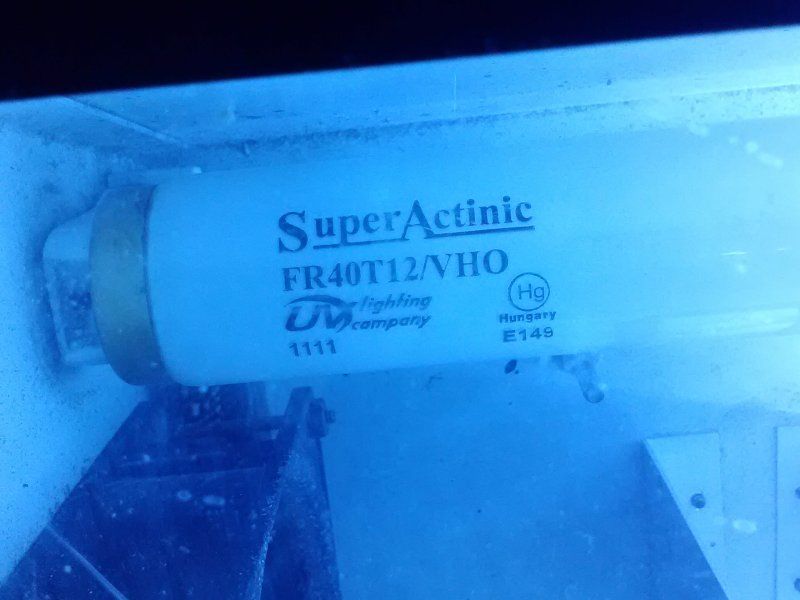 SuperActinic
FR40T12/VHO
UV lighting company
1111
Hg
Hungary
E149